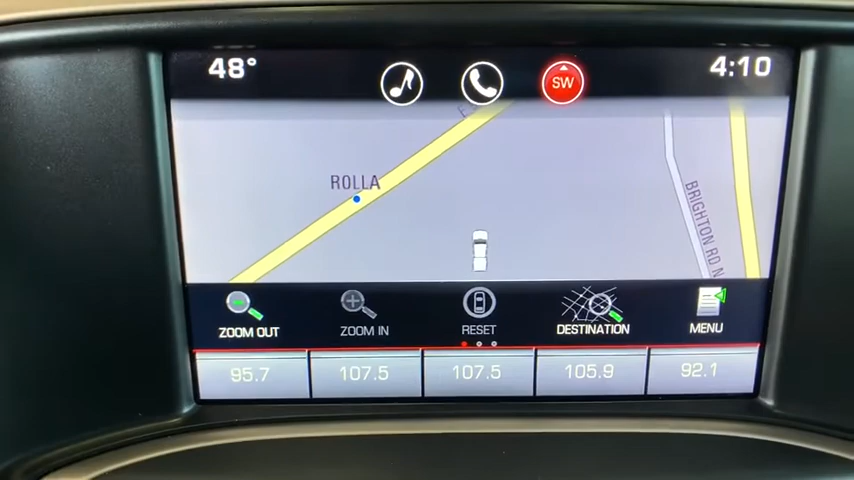 48° SW 4:10
ROLLA
BRIGHTON RD N
ZOOM OUT ZOOM IN RESET DESTINATION MENU
95.7 107.5 107.5 105.9 92.1